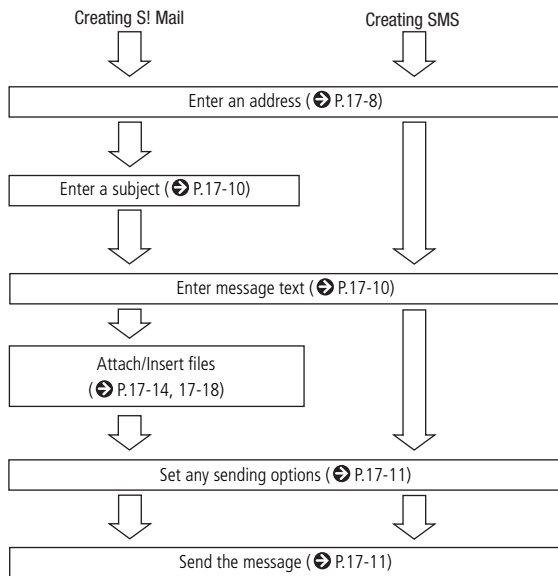 Creating S! Mail Creating SMS
Enter an address (➲ P.17-8)
Enter a subject (➲ P.17-10)
Enter message text (➲ P.17-10)
Attach/Insert files
(➲ P.17-14, 17-18)
Set any sending options (➲ P.17-11)
Send the message (➲ P.17-11)